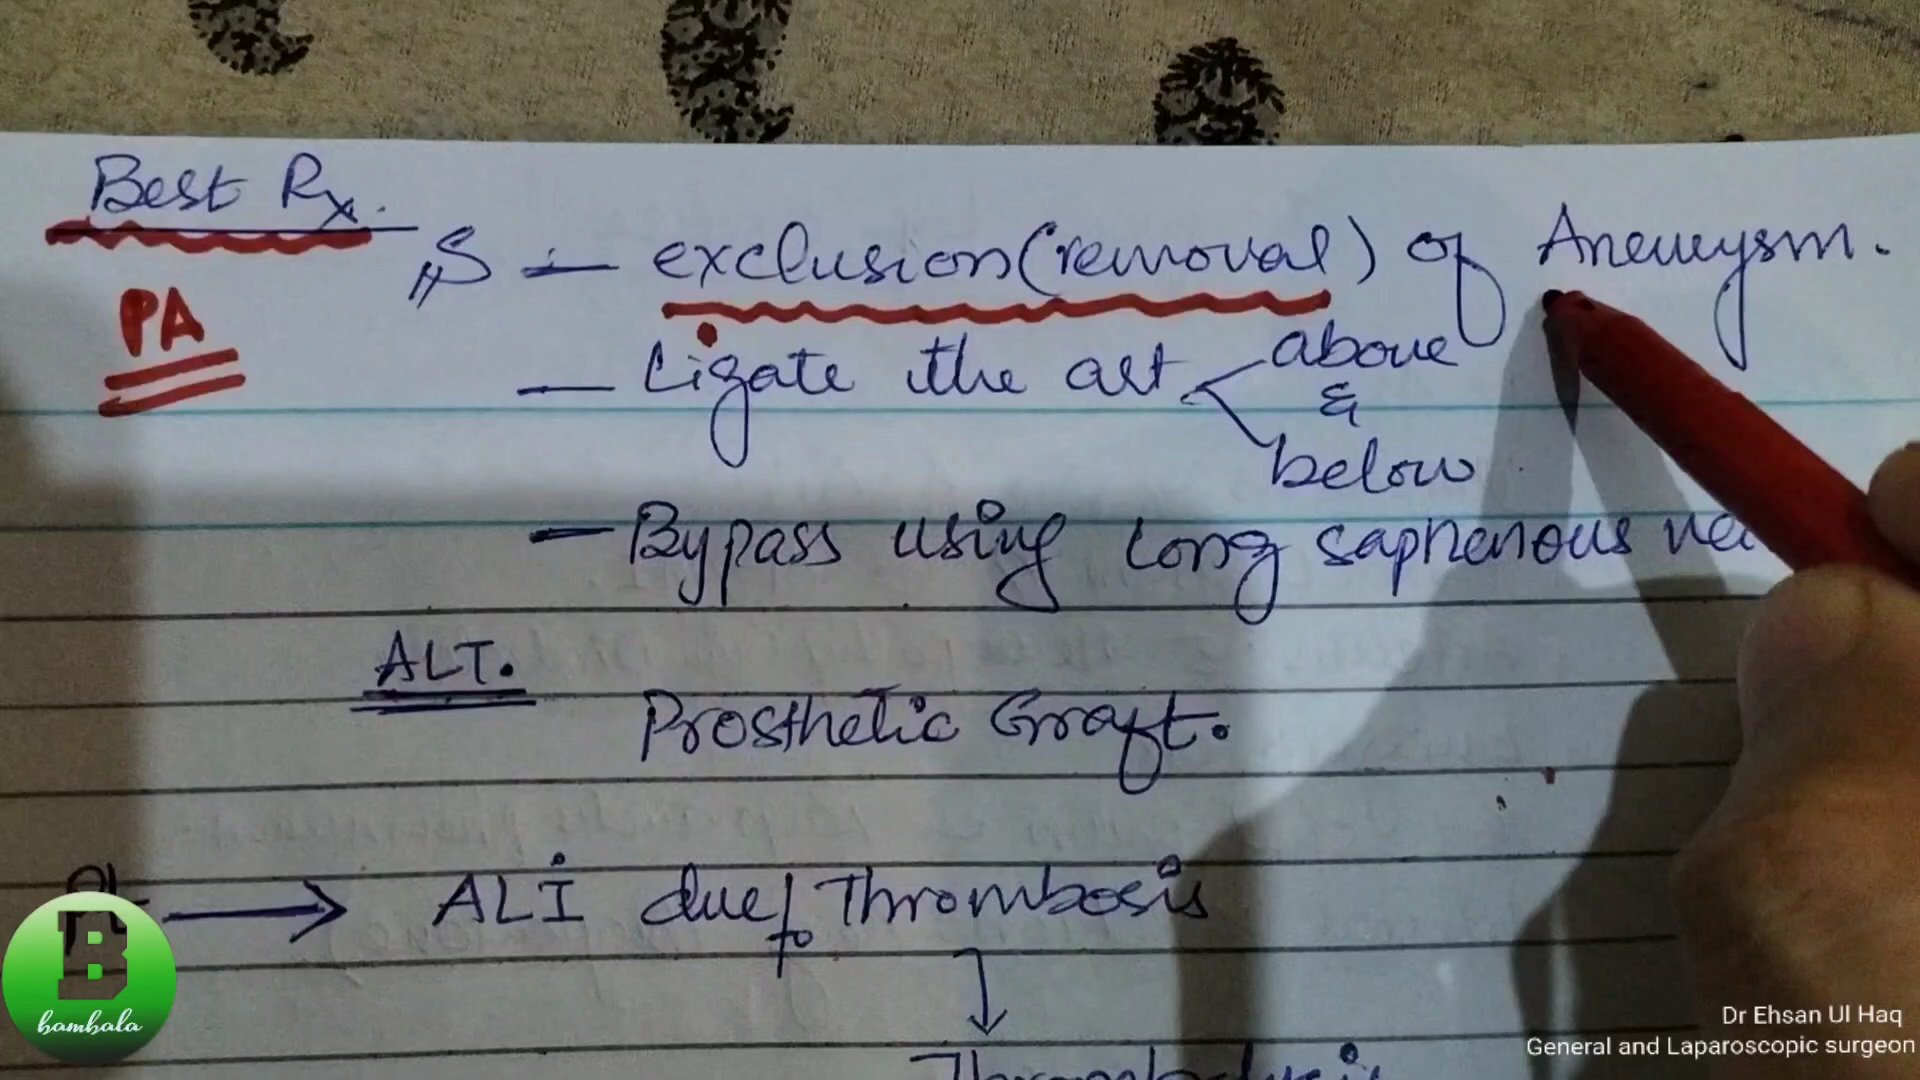 Best Rx.
PA
S — exclusion (removal) of Aneurysm.
— Ligate the art above & below
— Bypass using Long saphenous
ALT.
Prosthetic Graft.
→ ALI due to Thrombosis
↓
B
bambala
Dr Ehsan Ul Haq
General and Laparoscopic surgeon